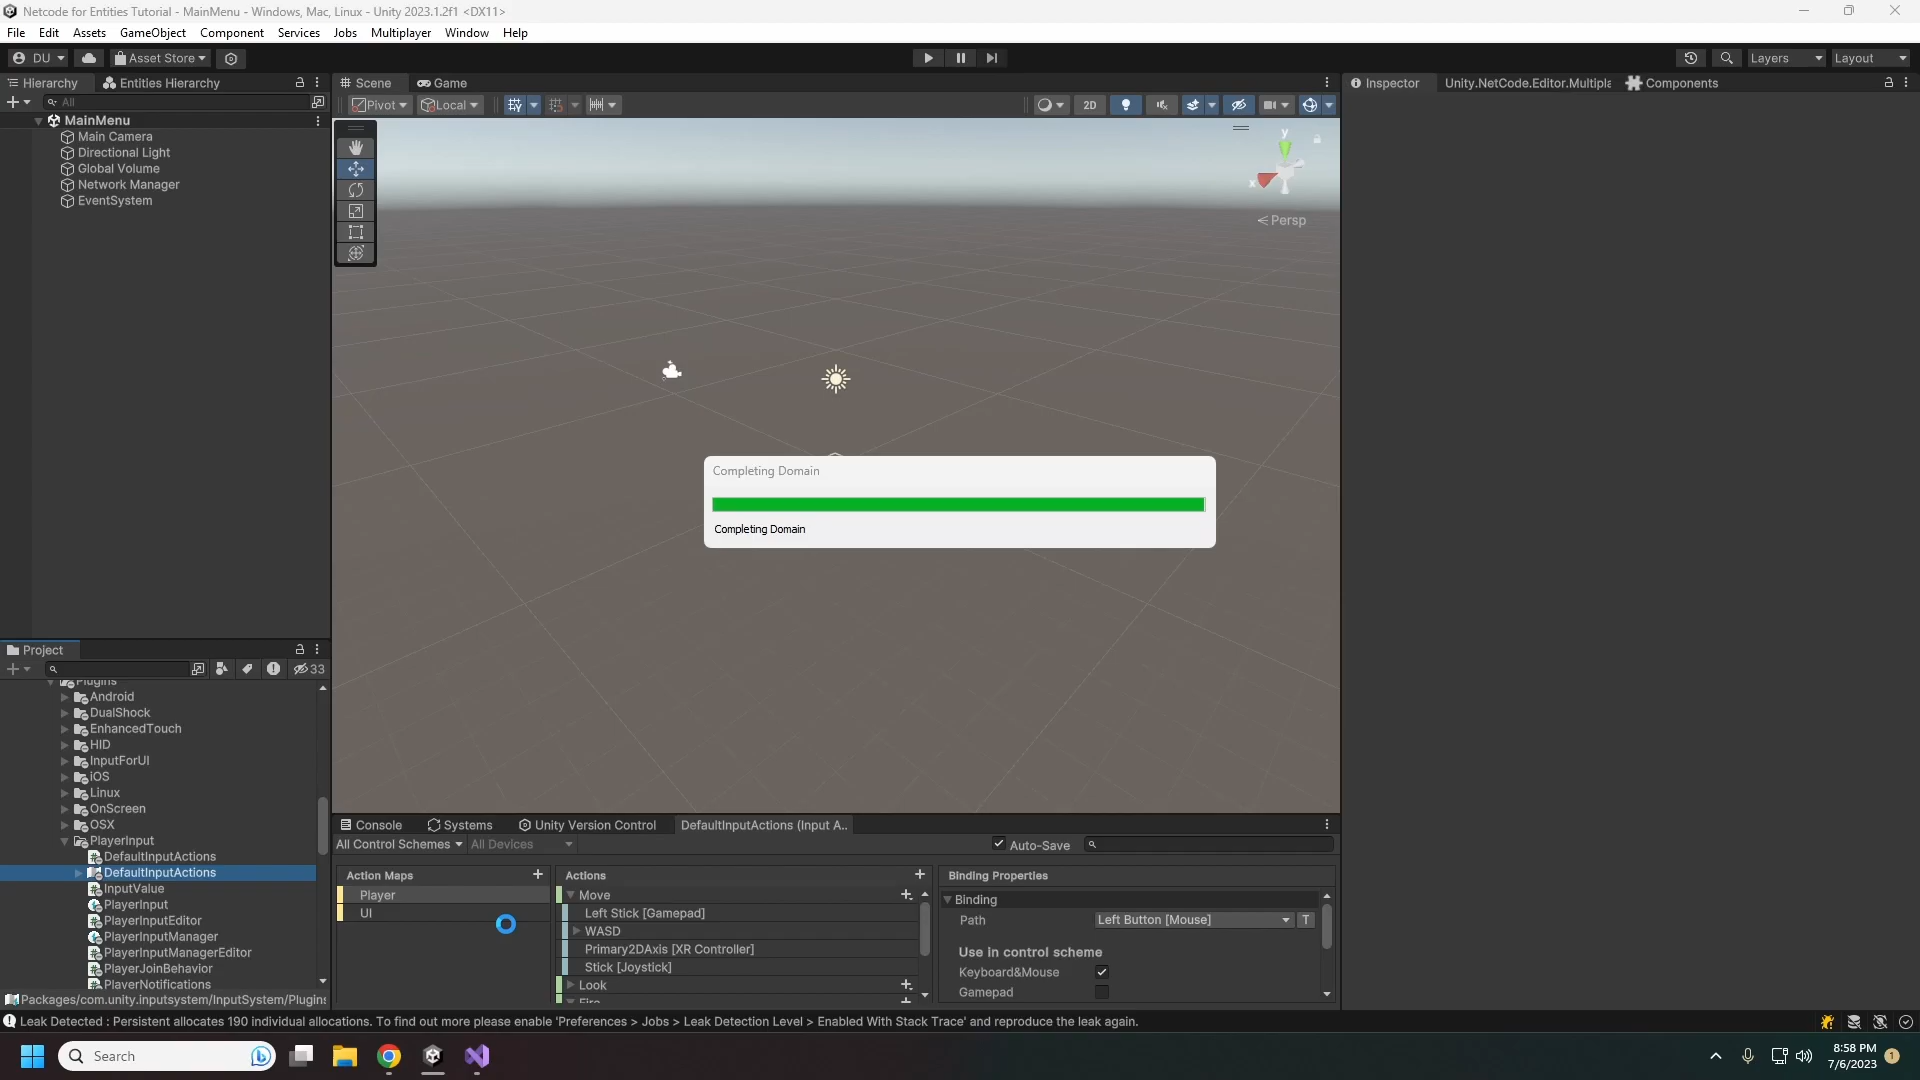 Netcode for Entities Tutorial - MainMenu - Windows, Mac, Linux - Unity 2023.1.2f1 <DX11>
File Edit Assets GameObject Component Services Jobs Multiplayer Window Help
DU Asset Store Layers Layout
Hierarchy Entities Hierarchy
All
MainMenu
Main Camera
Directional Light
Global Volume
Network Manager
EventSystem
Scene Game
Pivot Local 2D
y
x
Persp
Inspector Unity.NetCode.Editor.Multipla Components
Completing Domain
Completing Domain
Project
33
Plugins
Android
DualShock
EnhancedTouch
HID
InputForUI
iOS
Linux
OnScreen
OSX
PlayerInput
DefaultInputActions
DefaultInputActions
InputValue
PlayerInput
PlayerInputEditor
PlayerInputManager
PlayerInputManagerEditor
PlayerJoinBehavior
PlayerNotifications
Packages/com.unity.inputsystem/InputSystem/Plugins
Console Systems Unity Version Control DefaultInputActions (Input A..
All Control Schemes All Devices Auto-Save
Action Maps
Player
UI
Actions
Move
Left Stick [Gamepad]
WASD
Primary2DAxis [XR Controller]
Stick [Joystick]
Look
Fire
Binding Properties
Binding
Path Left Button [Mouse] T
Use in control scheme
Keyboard&Mouse
Gamepad
Leak Detected : Persistent allocates 190 individual allocations. To find out more please enable 'Preferences > Jobs > Leak Detection Level > Enabled With Stack Trace' and reproduce the leak again.
Search
8:58 PM
7/6/2023
1